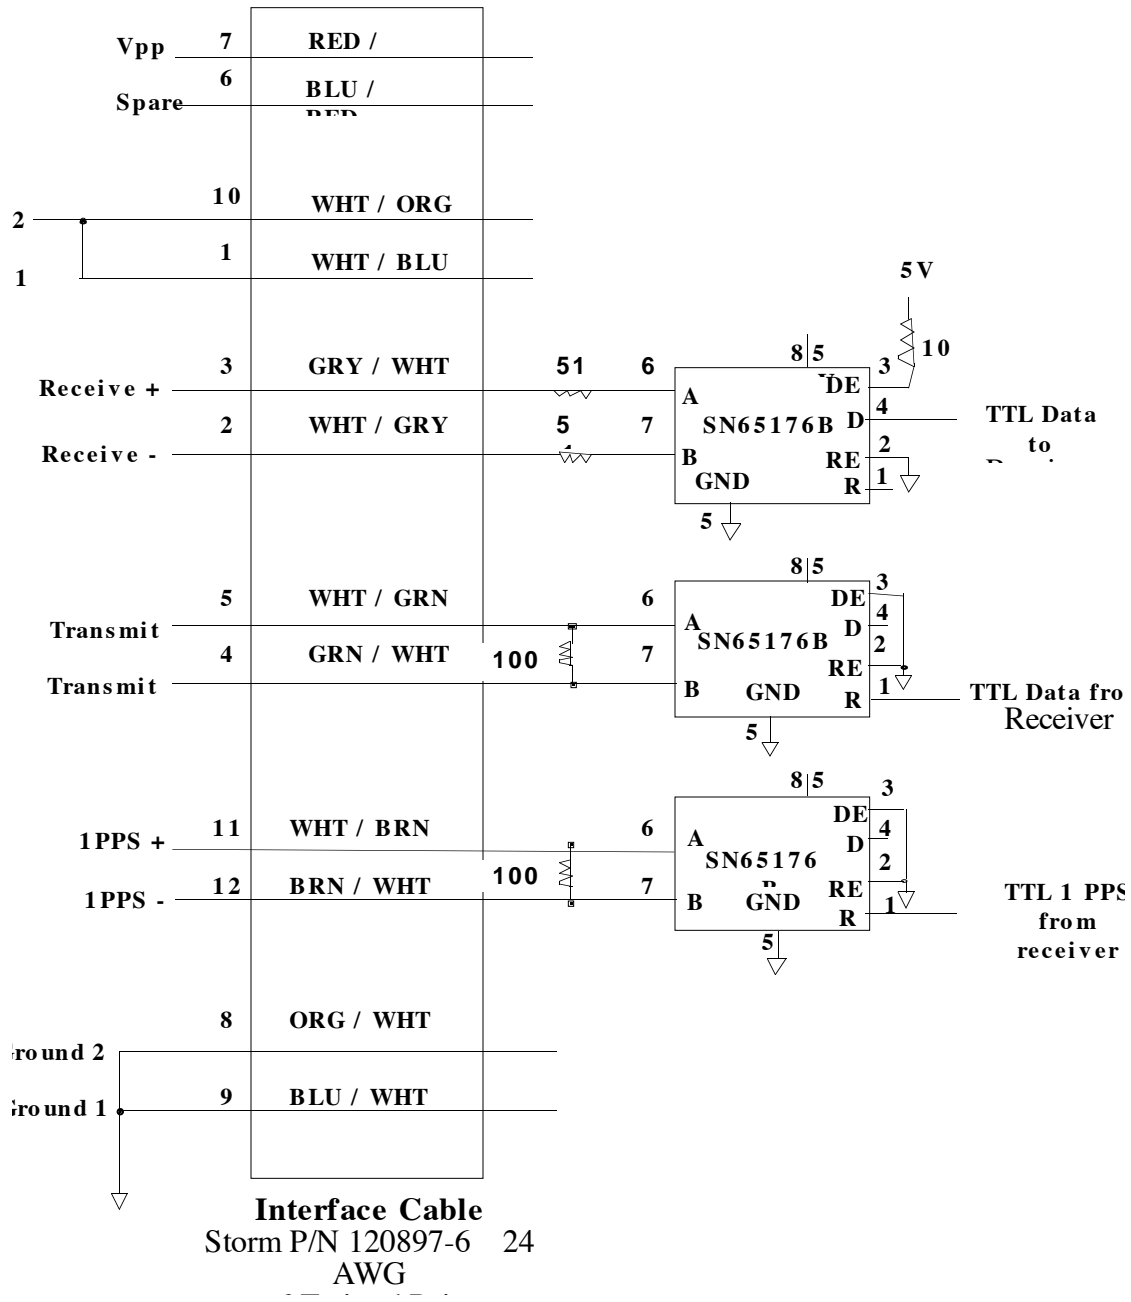 Vpp 7 RED /
Spare 6 BLU /
2 10 WHT / ORG
1 1 WHT / BLU
5V
10
Receive + 3 GRY / WHT 51 6
Receive - 2 WHT / GRY 5 7
8 5
A DE 3
SN65176B D 4
B RE 2
GND R 1
5
TTL Data
to
Transmit 5 WHT / GRN 6
Transmit 4 GRN / WHT 100 7
8 5
A DE 3
SN65176B D 4
RE 2
B GND R 1
5
TTL Data fro
Receiver
1PPS + 11 WHT / BRN 6
1PPS - 12 BRN / WHT 100 7
8 5
A DE 3
SN65176 D 4
RE 2
B GND R 1
5
TTL 1 PPS
from
receiver
8 ORG / WHT
round 2
round 1 9 BLU / WHT
Interface Cable
Storm P/N 120897-6 24
AWG